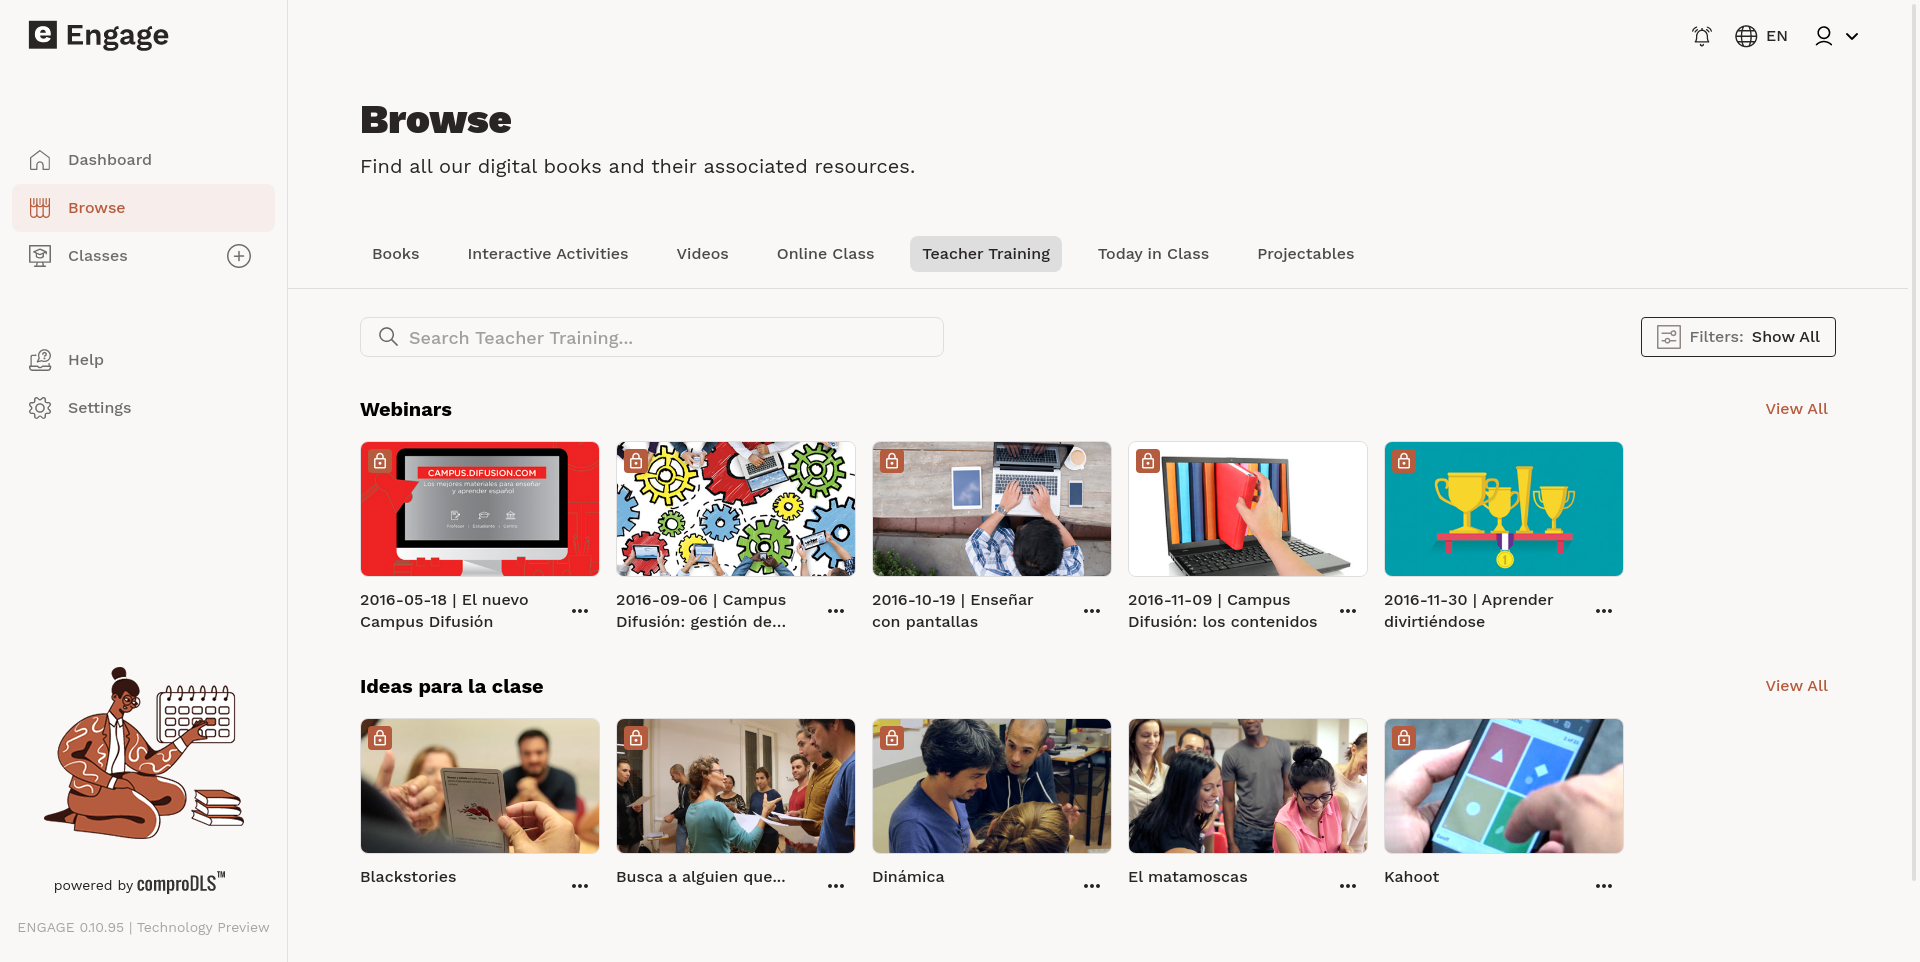 e Engage
EN
Dashboard
Browse
Classes
Help
Settings
powered by comproDLS™
ENGAGE 0.10.95 | Technology Preview
Browse
Find all our digital books and their associated resources.
Books
Interactive Activities
Videos
Online Class
Teacher Training
Today in Class
Projectables
Search Teacher Training...
Filters: Show All
Webinars
View All
CAMPUS.DIFUSION.COM
Los mejores materiales para enseñar
y aprender español
Profesor | Estudiante | Centro
1
2016-05-18 | El nuevo
Campus Difusión
2016-09-06 | Campus
Difusión: gestión de...
2016-10-19 | Enseñar
con pantallas
2016-11-09 | Campus
Difusión: los contenidos
2016-11-30 | Aprender
divirtiéndose
Ideas para la clase
View All
Blackstories
Busca a alguien que...
Dinámica
El matamoscas
Kahoot